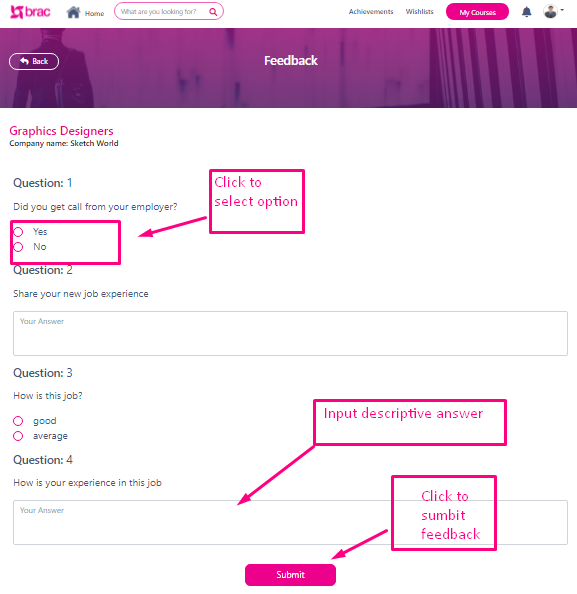 brac Home What are you looking for? Achievements Wishlists My Courses
Back Feedback
Graphics Designers
Company name: Sketch World
Question: 1
Did you get call from your employer?
Yes
No
Click to
select option
Question: 2
Share your new job experience
Your Answer
Question: 3
How is this job?
good
average
Input descriptive answer
Question: 4
How is your experience in this job
Your Answer
Click to
sumbit
feedback
Submit